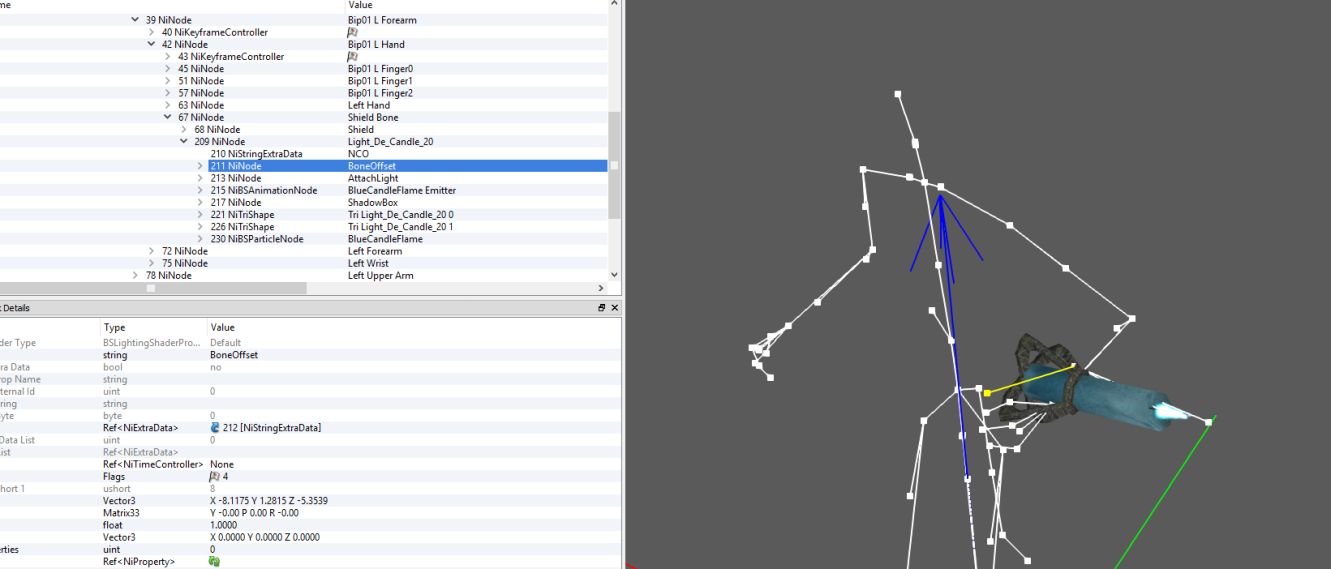 me Value
39 NiNode Bip01 L Forearm
40 NiKeyframeController
42 NiNode Bip01 L Hand
43 NiKeyframeController
45 NiNode Bip01 L Finger0
51 NiNode Bip01 L Finger1
57 NiNode Bip01 L Finger2
63 NiNode Left Hand
67 NiNode Shield Bone
68 NiNode Shield
209 NiNode Light_De_Candle_20
210 NiStringExtraData NCO
211 NiNode BoneOffset
213 NiNode AttachLight
215 NiBSAnimationNode BlueCandleFlame Emitter
217 NiNode ShadowBox
221 NiTriShape Tri Light_De_Candle_20 0
226 NiTriShape Tri Light_De_Candle_20 1
230 NiBSParticleNode BlueCandleFlame
72 NiNode Left Forearm
75 NiNode Left Wrist
78 NiNode Left Upper Arm
k Details
Type Value
der Type BSLightingShaderPro... Default
string BoneOffset
ra Data bool no
rop Name string
ternal Id uint 0
ring string
yte byte 0
Ref<NiExtraData> 212 [NiStringExtraData]
Data List uint 0
List Ref<NiExtraData>
Ref<NiTimeController> None
Flags 4
hort 1 ushort 8
Vector3 X -8.1175 Y 1.2815 Z -5.3539
Matrix33 Y -0.00 P 0.00 R -0.00
float 1.0000
Vector3 X 0.0000 Y 0.0000 Z 0.0000
erties uint 0
Ref<NiProperty>